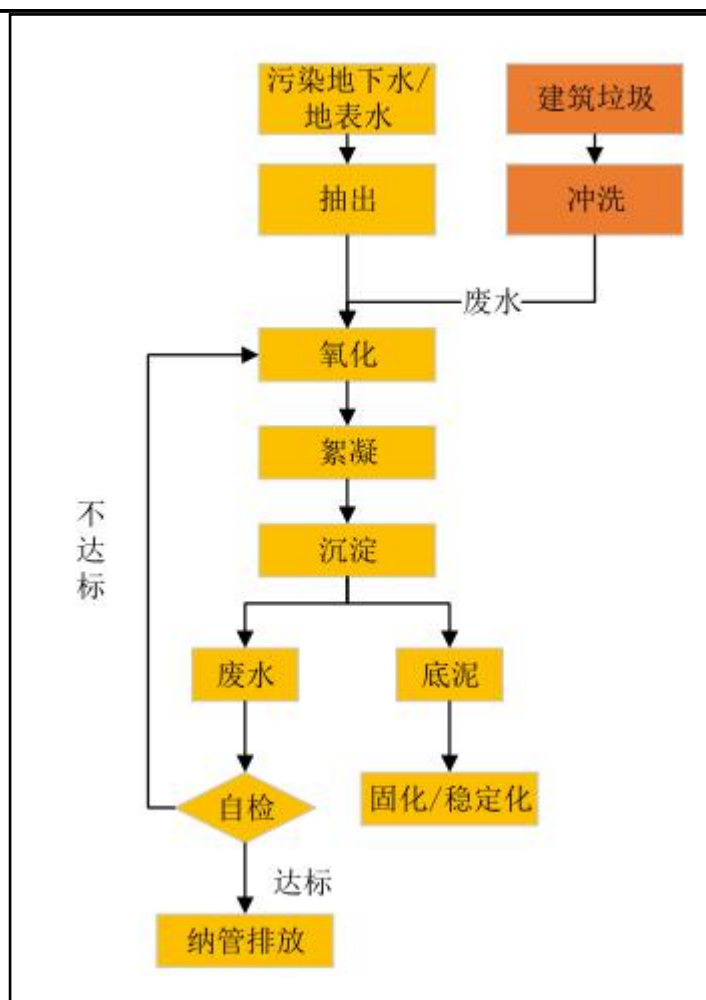 污染地下水/
地表水
建筑垃圾
抽出
冲洗
废水
氧化
絮凝
不达标
沉淀
废水
底泥
自检
固化/稳定化
达标
纳管排放